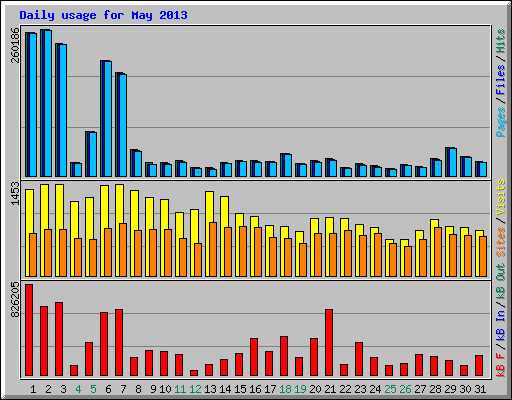 Daily usage for May 2013
260186
Pages / Files / Hits
1453
Sites / Visits
826205
kB F / kB In / kB Out
1 2 3 4 5 6 7 8 9 10 11 12 13 14 15 16 17 18 19 20 21 22 23 24 25 26 27 28 29 30 31